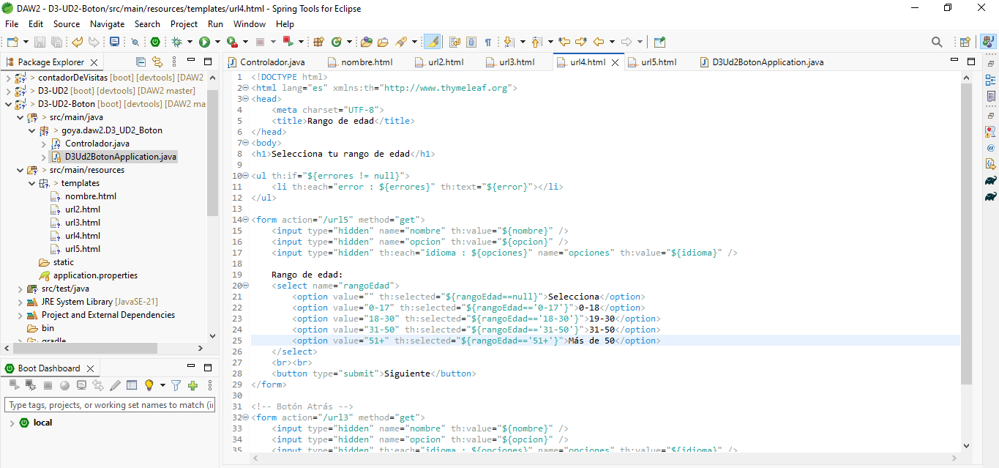 DAW2 - D3-UD2-Boton/src/main/resources/templates/url4.html - Spring Tools for Eclipse
File Edit Source Navigate Search Project Run Window Help
Package Explorer
contadorDeVisitas [boot] [devtools] [DAW2
> D3-UD2 [boot] [devtools] [DAW2 master]
> D3-UD2-Boton [boot] [devtools] [DAW2 ma
> src/main/java
> goya.daw2.D3_UD2_Boton
Controlador.java
D3Ud2BotonApplication.java
> src/main/resources
> templates
nombre.html
url2.html
url3.html
url4.html
url5.html
static
application.properties
> src/test/java
JRE System Library [JavaSE-21]
Project and External Dependencies
bin
gradle
Boot Dashboard
Type tags, projects, or working set names to match (i
local
Controlador.java nombre.html url2.html url3.html url4.html url5.html D3Ud2BotonApplication.java
1 <!DOCTYPE html>
2 <html lang="es" xmlns:th="http://www.thymeleaf.org">
3 <head>
4 <meta charset="UTF-8">
5 <title>Rango de edad</title>
6 </head>
7 <body>
8 <h1>Selecciona tu rango de edad</h1>
9
10 <ul th:if="${errores != null}">
11 <li th:each="error : ${errores}" th:text="${error}"></li>
12 </ul>
13
14 <form action="/url5" method="get">
15 <input type="hidden" name="nombre" th:value="${nombre}" />
16 <input type="hidden" name="opcion" th:value="${opcion}" />
17 <input type="hidden" th:each="idioma : ${opciones}" name="opciones" th:value="${idioma}" />
18
19 Rango de edad:
20 <select name="rangoEdad">
21 <option value="" th:selected="${rangoEdad==null}">Selecciona</option>
22 <option value="0-17" th:selected="${rangoEdad=='0-17'}">0-18</option>
23 <option value="18-30" th:selected="${rangoEdad=='18-30'}">19-30</option>
24 <option value="31-50" th:selected="${rangoEdad=='31-50'}">31-50</option>
25 <option value="51+" th:selected="${rangoEdad=='51+'}">Más de 50</option>
26 </select>
27 <br><br>
28 <button type="submit">Siguiente</button>
29 </form>
30
31 <!-- Botón Atrás -->
32 <form action="/url3" method="get">
33 <input type="hidden" name="nombre" th:value="${nombre}" />
34 <input type="hidden" name="opcion" th:value="${opcion}" />
35 <input type="hidden" th:each="idioma : ${opciones}" name="opciones" th:value="${idioma}" />